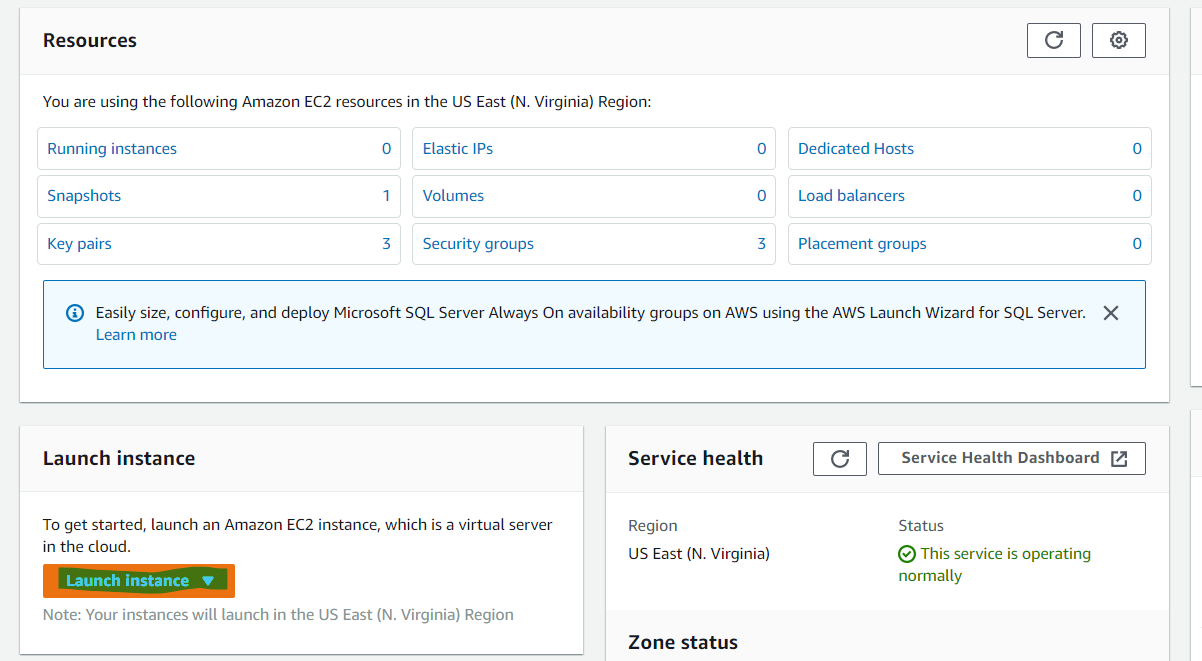 Resources
You are using the following Amazon EC2 resources in the US East (N. Virginia) Region:
Running instances 0
Elastic IPs 0
Dedicated Hosts 0
Snapshots 1
Volumes 0
Load balancers 0
Key pairs 3
Security groups 3
Placement groups 0
Easily size, configure, and deploy Microsoft SQL Server Always On availability groups on AWS using the AWS Launch Wizard for SQL Server.
Learn more
Launch instance
To get started, launch an Amazon EC2 instance, which is a virtual server
in the cloud.
Launch instance
Note: Your instances will launch in the US East (N. Virginia) Region
Service health
Service Health Dashboard
Region
US East (N. Virginia)
Status
This service is operating
normally
Zone status